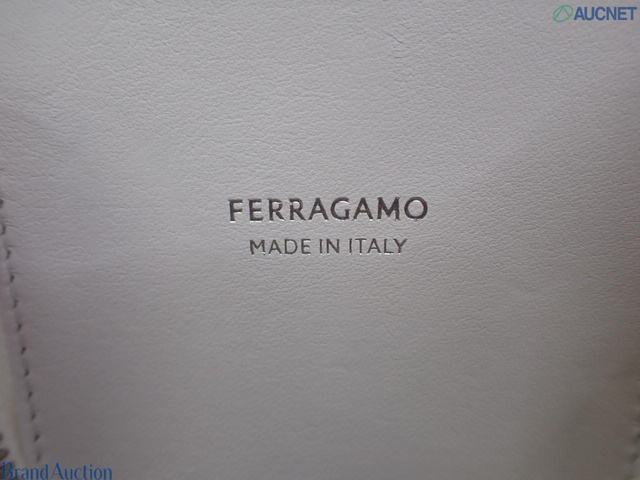 AUCNET
FERRAGAMO
MADE IN ITALY
Brand Auction